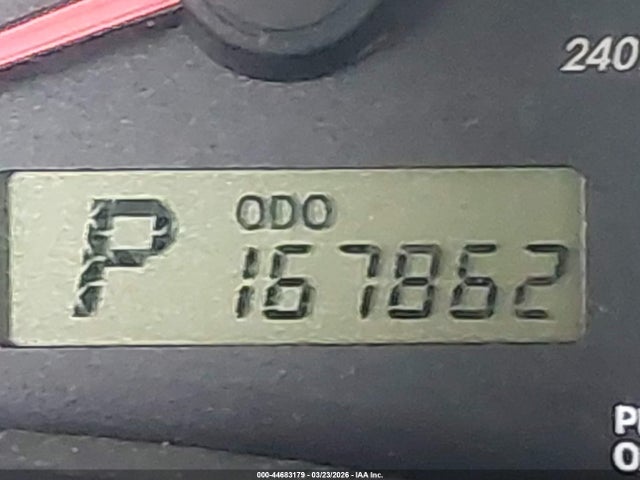 240
P ODO
167862
000-44683179 - 03/23/2026 - IAA Inc.